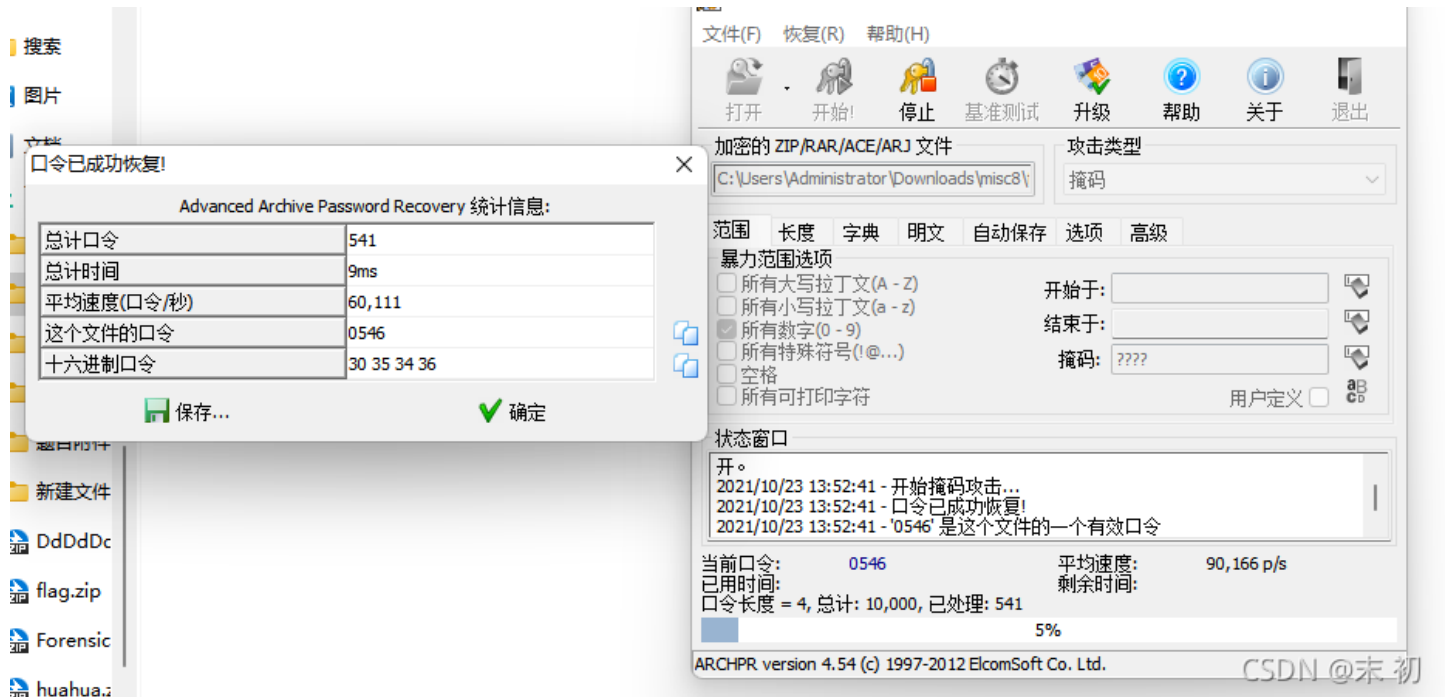 搜索
图片
文档
题目附件
新建文件
DdDdDc
flag.zip
Forensic
huahua.z
口令已成功恢复!
Advanced Archive Password Recovery 统计信息:
总计口令 541
总计时间 9ms
平均速度(口令/秒) 60,111
这个文件的口令 0546
十六进制口令 30 35 34 36
保存... 确定
文件(F) 恢复(R) 帮助(H)
打开 开始! 停止 基准测试 升级 帮助 关于 退出
加密的 ZIP/RAR/ACE/ARJ 文件 攻击类型
C:\Users\Administrator\Downloads\misc8\ 掩码
范围 长度 字典 明文 自动保存 选项 高级
暴力范围选项
所有大写拉丁文(A - Z)
所有小写拉丁文(a - z)
所有数字(0 - 9)
所有特殊符号(!@...)
空格
所有可打印字符
开始于:
结束于:
掩码: ????
用户定义
状态窗口
开。
2021/10/23 13:52:41 - 开始掩码攻击...
2021/10/23 13:52:41 - 口令已成功恢复!
2021/10/23 13:52:41 - '0546' 是这个文件的一个有效口令
当前口令: 0546 平均速度: 90,166 p/s
已用时间: 剩余时间:
口令长度 = 4, 总计: 10,000, 已处理: 541
5%
ARCHPR version 4.54 (c) 1997-2012 ElcomSoft Co. Ltd.
CSDN @末 初